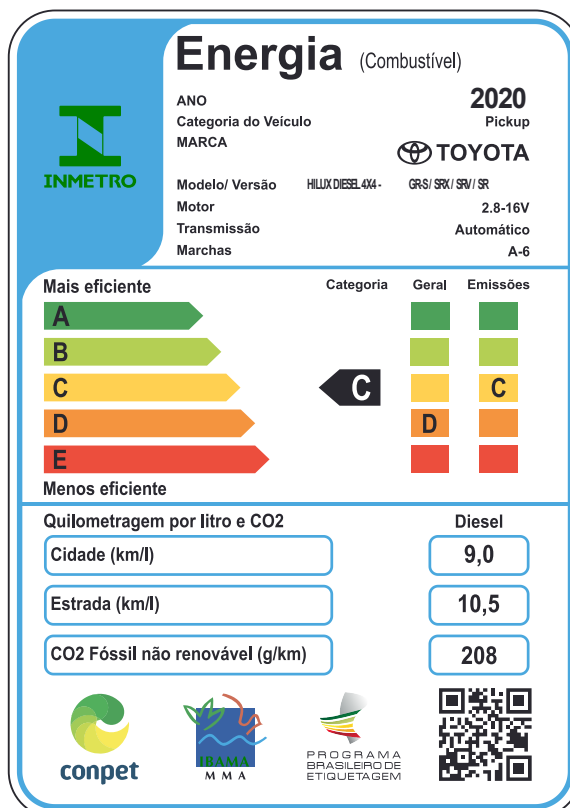 Energia (Combustível)
ANO 2020
Categoria do Veículo Pickup
MARCA TOYOTA
INMETRO
Modelo/ Versão HILUX DIESEL 4X4 - GR-S / SRX / SRV / SR
Motor 2.8-16V
Transmissão Automático
Marchas A-6
Mais eficiente Categoria Geral Emissões
A
B
C C C
D D
E
Menos eficiente
Quilometragem por litro e CO2 Diesel
Cidade (km/l) 9,0
Estrada (km/l) 10,5
CO2 Fóssil não renovável (g/km) 208
conpet
IBAMA
MMA
PROGRAMA
BRASILEIRO DE
ETIQUETAGEM